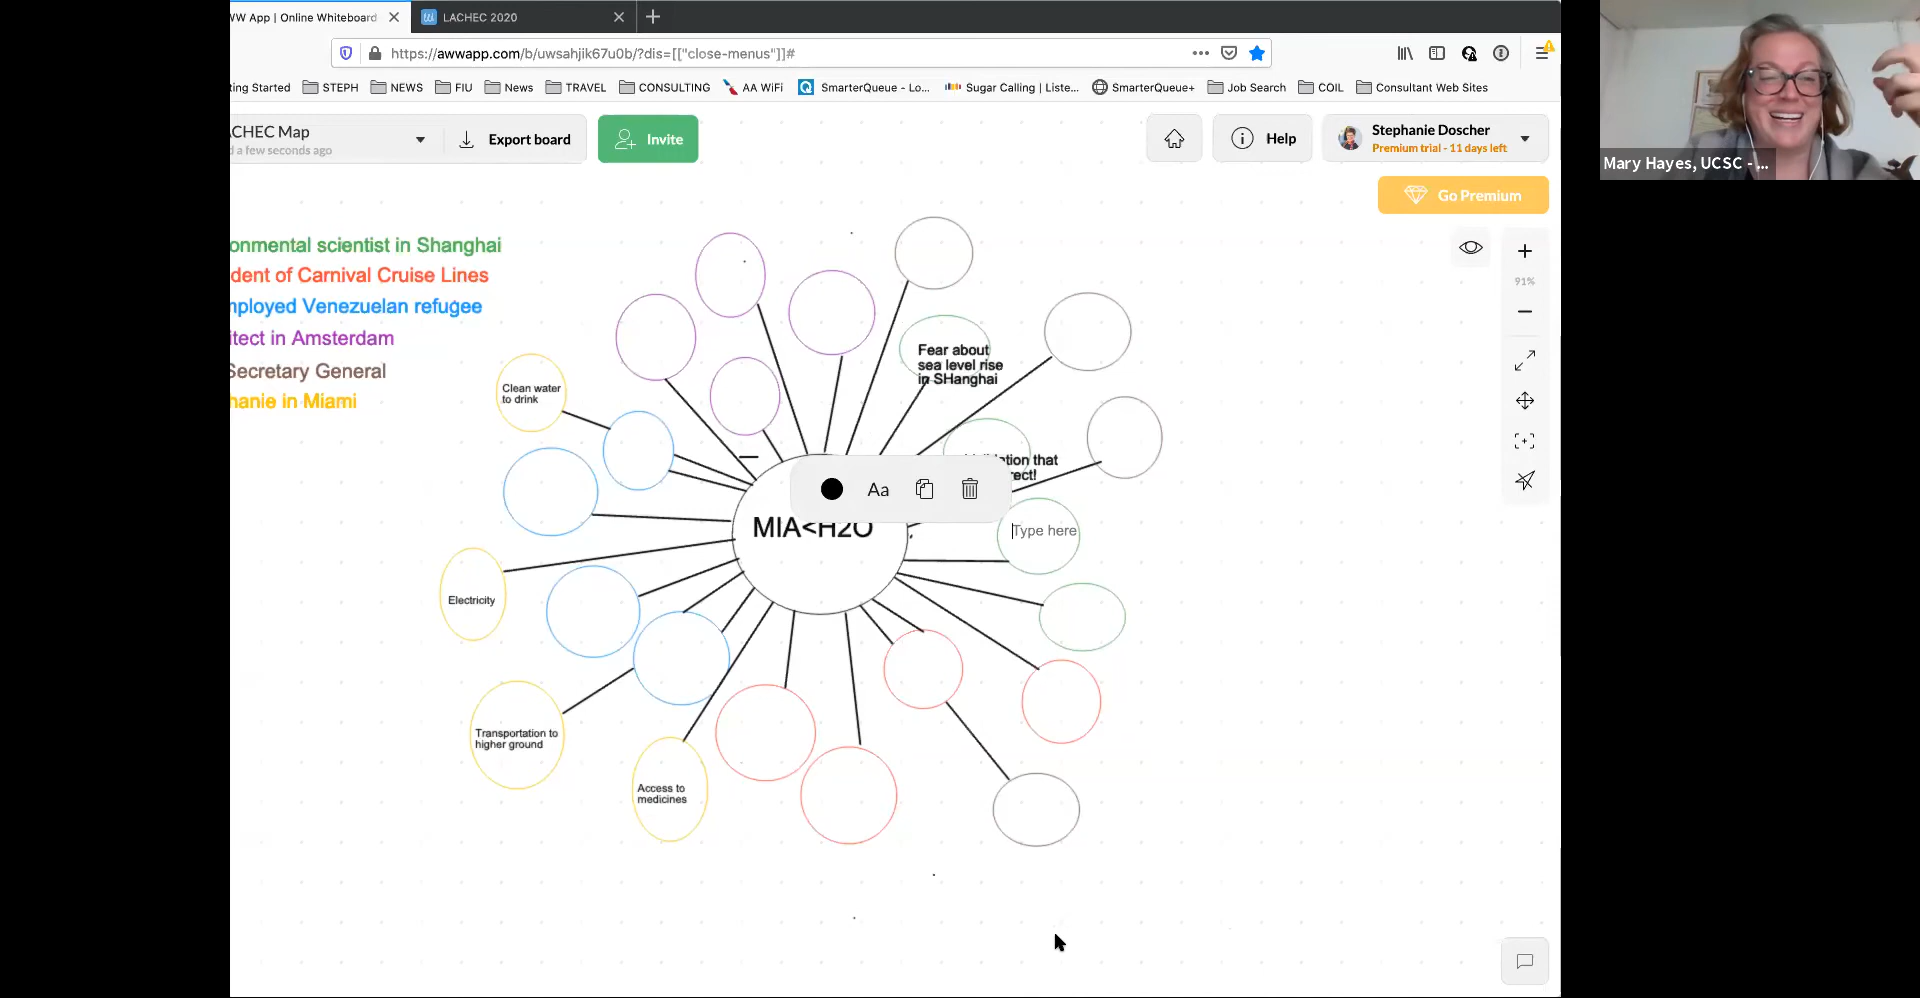 WW App | Online Whiteboard
LACHEC 2020
https://awwapp.com/b/uwsahjik67u0b/?dis=[["close-menus"]]#
ting Started STEPH NEWS FIU News TRAVEL CONSULTING AA WiFi SmarterQueue - Lo... Sugar Calling | Liste... SmarterQueue+ Job Search COIL Consultant Web Sites
CHEC Map
d a few seconds ago
Export board
Invite
Help
Stephanie Doscher
Premium trial - 11 days left
Go Premium
91%
Mary Hayes, UCSC - ...
onmental scientist in Shanghai
dent of Carnival Cruise Lines
mployed Venezuelan refugee
itect in Amsterdam
Secretary General
hanie in Miami
Fear about
sea level rise
in SHanghai
Clean water
to drink
ation that
rect!
Aa
MIA<H2O
Type here
Electricity
Transportation to
higher ground
Access to
medicines